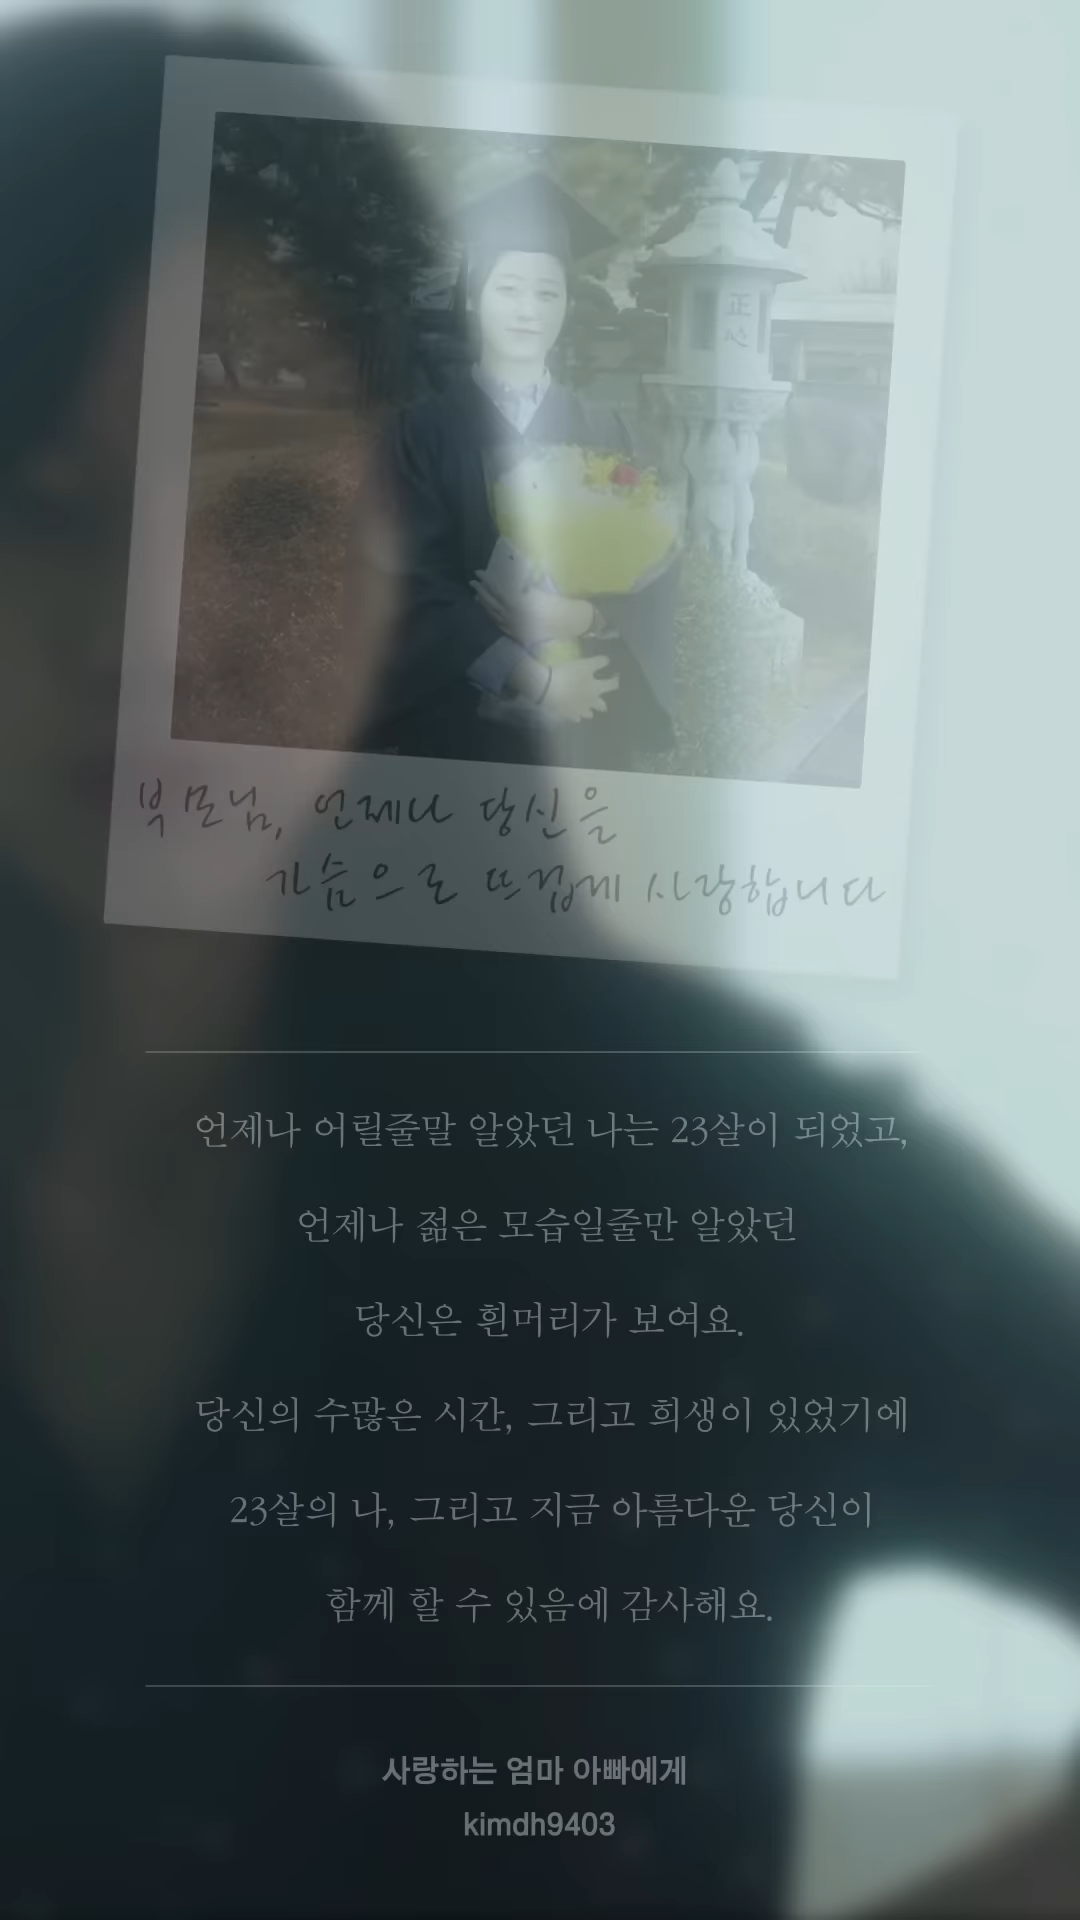 正
心
부모님, 언제나 당신을
가슴으로 뜨겁게 사랑합니다
언제나 어릴줄말 알았던 나는 23살이 되었고,
언제나 젊은 모습일줄만 알았던
당신은 흰머리가 보여요.
당신의 수많은 시간, 그리고 희생이 있었기에
23살의 나, 그리고 지금 아름다운 당신이
함께 할 수 있음에 감사해요.
사랑하는 엄마 아빠에게
kimdh9403